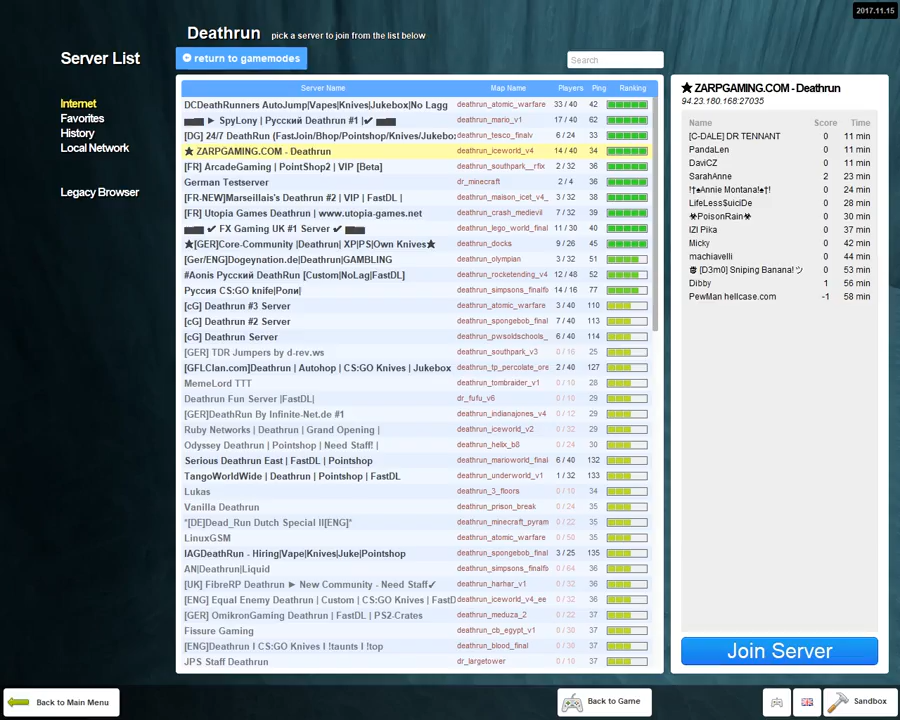 2017.11.15
Deathrun pick a server to join from the list below
Server List
return to gamemodes
Search
Internet
Favorites
History
Local Network
Legacy Browser
Server Name Map Name Players Ping Ranking
DCDeathRunners AutoJump|Vapes|Knives|Jukebox|No Lagg deathrun_atomic_warfare 33 / 40 42
► SpyLony | Русский Deathrun #1 |✔ deathrun_mario_v1 17 / 40 62
[DG] 24/7 DeathRun (FastJoin/Bhop/Pointshop/Knives/Jukebo: deathrun_tesco_finalv 6 / 24 33
★ ZARPGAMING.COM - Deathrun deathrun_iceworld_v4 14 / 40 34
[FR] ArcadeGaming | PointShop2 | VIP [Beta] deathrun_southpark__rfix 2 / 32 36
German Testserver dr_minecraft 2 / 4 36
[FR-NEW]Marseillais's Deathrun #2 | VIP | FastDL | deathrun_maison_icet_v4_ 5 / 32 38
[FR] Utopia Games Deathrun | www.utopia-games.net deathrun_crash_medievil 7 / 32 39
✔ FX Gaming UK #1 Server ✔ deathrun_lego_world_final 11 / 30 40
★[GER]Core-Community |Deathrun| XP|PS|Own Knives★ deathrun_docks 9 / 26 45
[Ger/ENG]Dogeynation.de|Deathrun|GAMBLING deathrun_olympian 3 / 32 51
#Aonis Русский DeathRun [Custom|NoLag|FastDL] deathrun_rocketending_v4 12 / 48 52
Руссия CS:GO knife|Роли| deathrun_simpsons_finalfo 14 / 16 77
[cG] Deathrun #3 Server deathrun_atomic_warfare 3 / 40 110
[cG] Deathrun #2 Server deathrun_spongebob_final 7 / 40 113
[cG] Deathrun Server deathrun_pwsoldschools_ 6 / 40 114
[GER] TDR Jumpers by d-rev.ws deathrun_southpark_v3 0 / 16 25
[GFLClan.com]Deathrun | Autohop | CS:GO Knives | Jukebox deathrun_tp_percolate_ore 2 / 40 127
MemeLord TTT deathrun_tombraider_v1 0 / 10 28
Deathrun Fun Server |FastDL| dr_fufu_v6 0 / 10 29
[GER]DeathRun By Infinite-Net.de #1 deathrun_indianajones_v4 0 / 12 29
Ruby Networks | Deathrun | Grand Opening | deathrun_iceworld_v2 0 / 32 29
Odyssey Deathrun | Pointshop | Need Staff! | deathrun_helix_b8 0 / 24 30
Serious Deathrun East | FastDL | Pointshop deathrun_marioworld_final 6 / 40 132
TangoWorldWide | Deathrun | Pointshop | FastDL deathrun_underworld_v1 1 / 32 133
Lukas deathrun_3_floors 0 / 10 34
Vanilla Deathrun deathrun_prison_break 0 / 24 35
*[DE]Dead_Run Dutch Special II[ENG]* deathrun_minecraft_pyram 0 / 22 35
LinuxGSM deathrun_atomic_warfare 0 / 50 35
IAGDeathRun - Hiring|Vape|Knives|Juke|Pointshop deathrun_spongebob_final 3 / 25 135
AN|Deathrun|Liquid deathrun_simpsons_finalfo 0 / 64 36
[UK] FibreRP Deathrun ► New Community - Need Staff✔ deathrun_harhar_v1 0 / 32 36
[ENG] Equal Enemy Deathrun | Custom | CS:GO Knives | FastD deathrun_iceworld_v4_ee 0 / 32 36
[GER] OmikronGaming Deathrun | FastDL | PS2-Crates deathrun_meduza_2 0 / 22 37
Fissure Gaming deathrun_cb_egypt_v1 0 / 30 37
[ENG]Deathrun I CS:GO Knives I !taunts I !top deathrun_blood_final 0 / 30 37
JPS Staff Deathrun dr_largetower 0 / 10 37
★ ZARPGAMING.COM - Deathrun
94.23.180.168:27035
Name Score Time
[C-DALE] DR TENNANT 0 11 min
PandaLen 0 11 min
DaviCZ 0 11 min
SarahAnne 2 23 min
!†♠Annie Montana!♠†! 0 24 min
LifeLess$uiciDe 0 28 min
☣PoisonRain☣ 0 30 min
IZI Pika 0 37 min
Micky 0 42 min
machiavelli 0 44 min
[D3m0] Sniping Banana! ツ 0 53 min
Dibby 1 56 min
PewMan hellcase.com -1 58 min
Join Server
Back to Main Menu
Back to Game
Sandbox